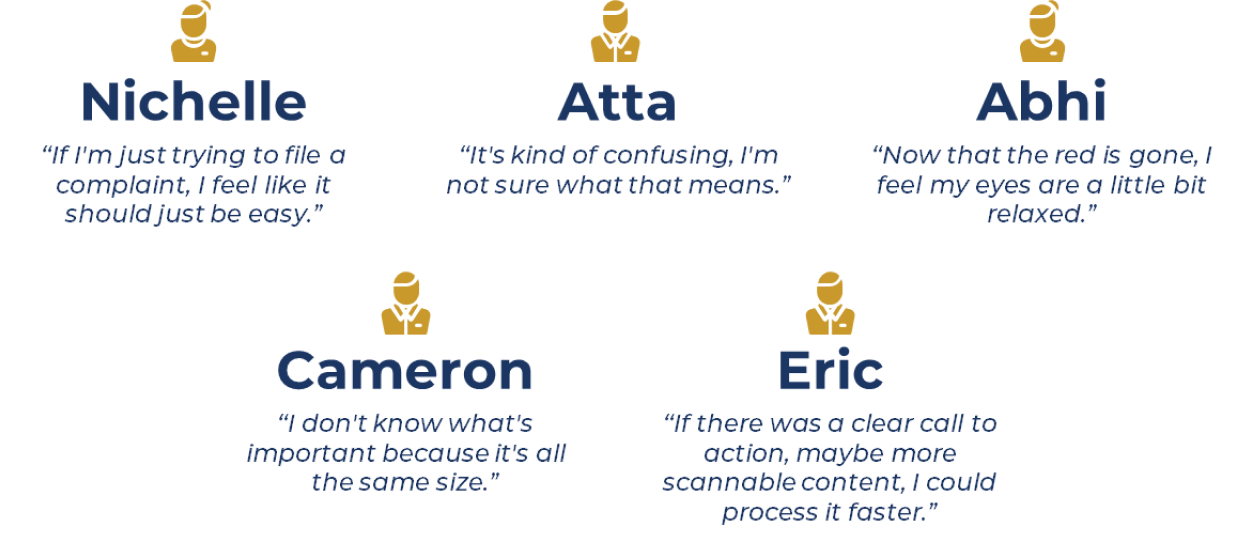 Nichelle
“If I'm just trying to file a
complaint, I feel like it
should just be easy.”
Atta
“It's kind of confusing, I'm
not sure what that means.”
Abhi
“Now that the red is gone, I
feel my eyes are a little bit
relaxed.”
Cameron
“I don't know what's
important because it's all
the same size.”
Eric
“If there was a clear call to
action, maybe more
scannable content, I could
process it faster.”